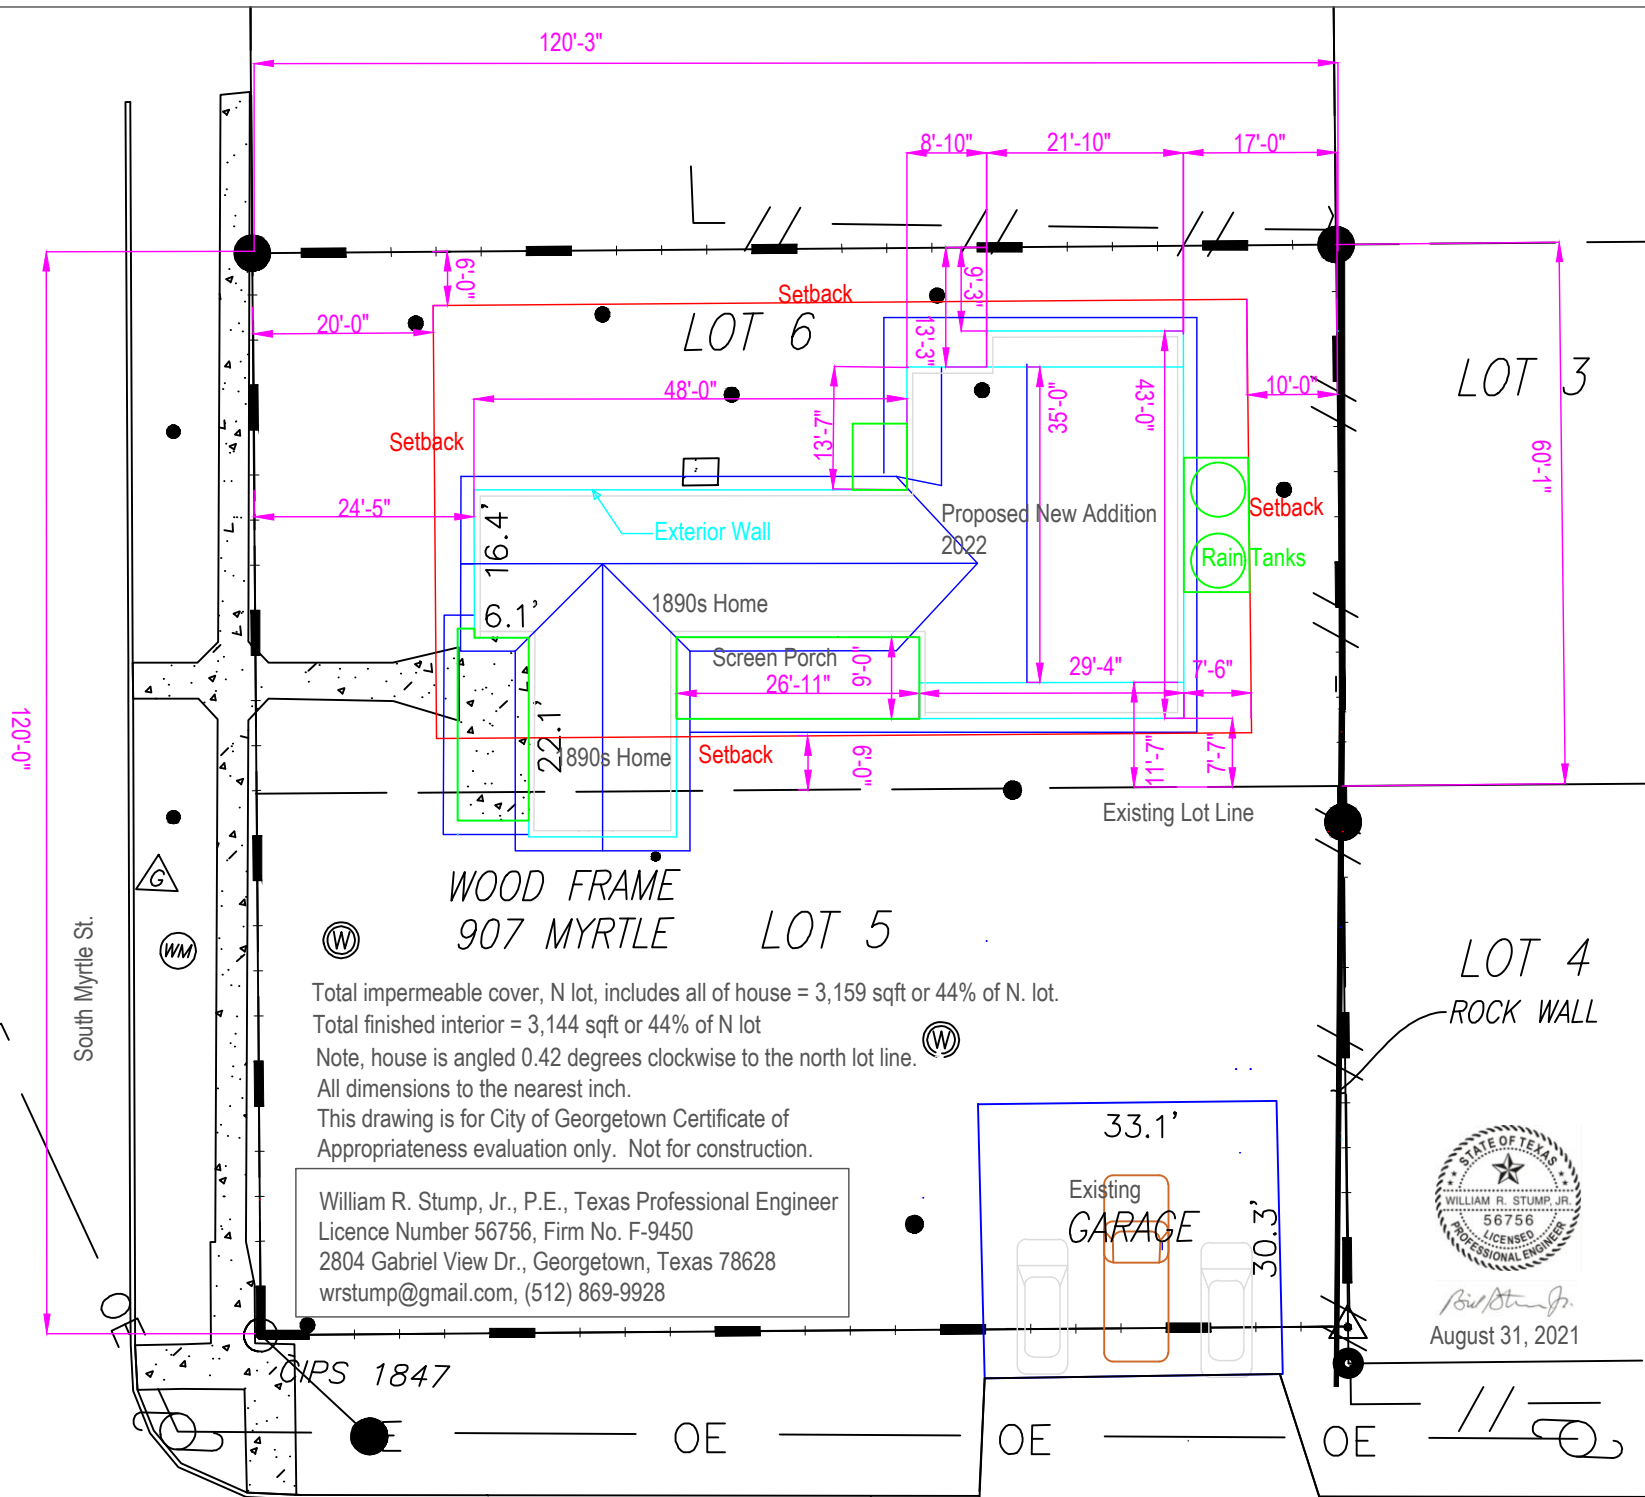 120'-3"
8'-10"
21'-10"
17'-0"
6'-0"
9'-3"
Setback
20'-0"
LOT 6
13'-3"
LOT 3
48'-0"
43'-0"
10'-0"
35'-0"
13'-7"
Setback
60'-1"
24'-5"
16.4'
Exterior Wall
Proposed New Addition
2022
Setback
Rain Tanks
6.1'
1890s Home
Screen Porch
26'-11"
9'-0"
29'-4"
7'-6"
120'-0"
22.1'
1890s Home
Setback
6'-0"
11'-7"
7'-7"
Existing Lot Line
G
WOOD FRAME
907 MYRTLE
LOT 5
W
WM
South Myrtle St.
LOT 4
ROCK WALL
Total impermeable cover, N lot, includes all of house = 3,159 sqft or 44% of N. lot.
Total finished interior = 3,144 sqft or 44% of N lot
W
Note, house is angled 0.42 degrees clockwise to the north lot line.
All dimensions to the nearest inch.
This drawing is for City of Georgetown Certificate of
Appropriateness evaluation only.  Not for construction.
33.1'
Existing
GARAGE
30.3'
William R. Stump, Jr., P.E., Texas Professional Engineer
Licence Number 56756, Firm No. F-9450
2804 Gabriel View Dr., Georgetown, Texas 78628
wrstump@gmail.com, (512) 869-9928
STATE OF TEXAS
WILLIAM R. STUMP, JR.
56756
LICENSED
PROFESSIONAL ENGINEER
August 31, 2021
CIPS 1847
E
OE
OE
OE